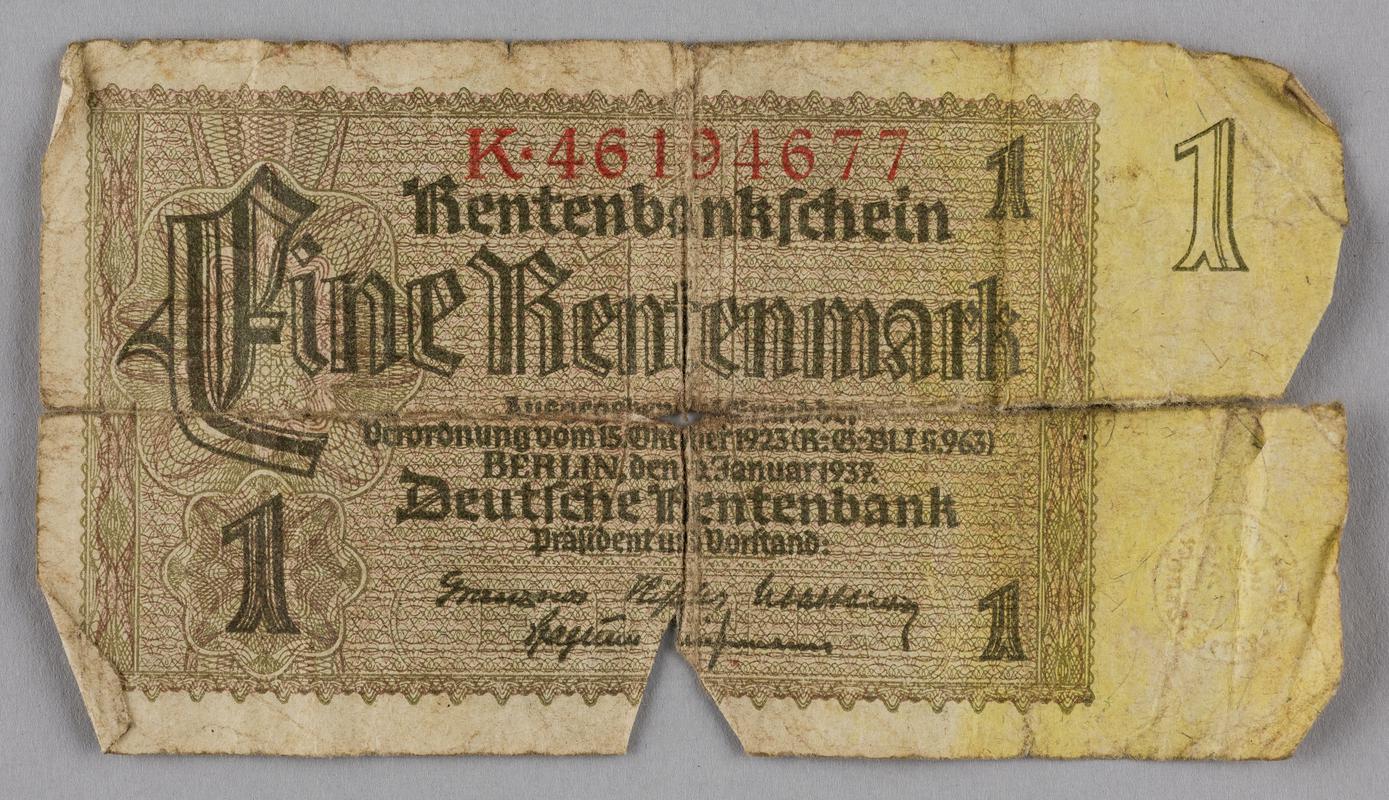 K·46194677
1
1
Rentenbankschein
Eine Rentenmark
Verordnung vom 15. Oktober 1923 (R.-G.-Bl. I S. 963)
BERLIN, den Januar 1937.
Deutsche Rentenbank
Präsident und Vorstand:
1
1